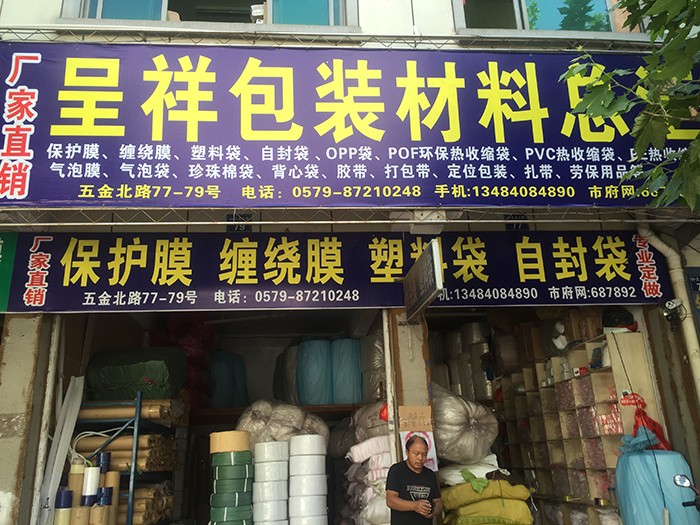 厂家直销
呈祥包装材料总汇
保护膜、缠绕膜、塑料袋、自封袋、OPP袋、POF环保热收缩袋、PVC热收缩袋、
气泡膜、气泡袋、珍珠棉袋、背心袋、胶带、打包带、定位包装、扎带、劳保用品
五金北路77-79号 电话：0579-87210248 手机:13484084890 市府网:
79
77
厂家直销
保护膜 缠绕膜 塑料袋 自封袋
专业定做
五金北路77-79号 电话：0579-87210248 :13484084890 市府网:687892